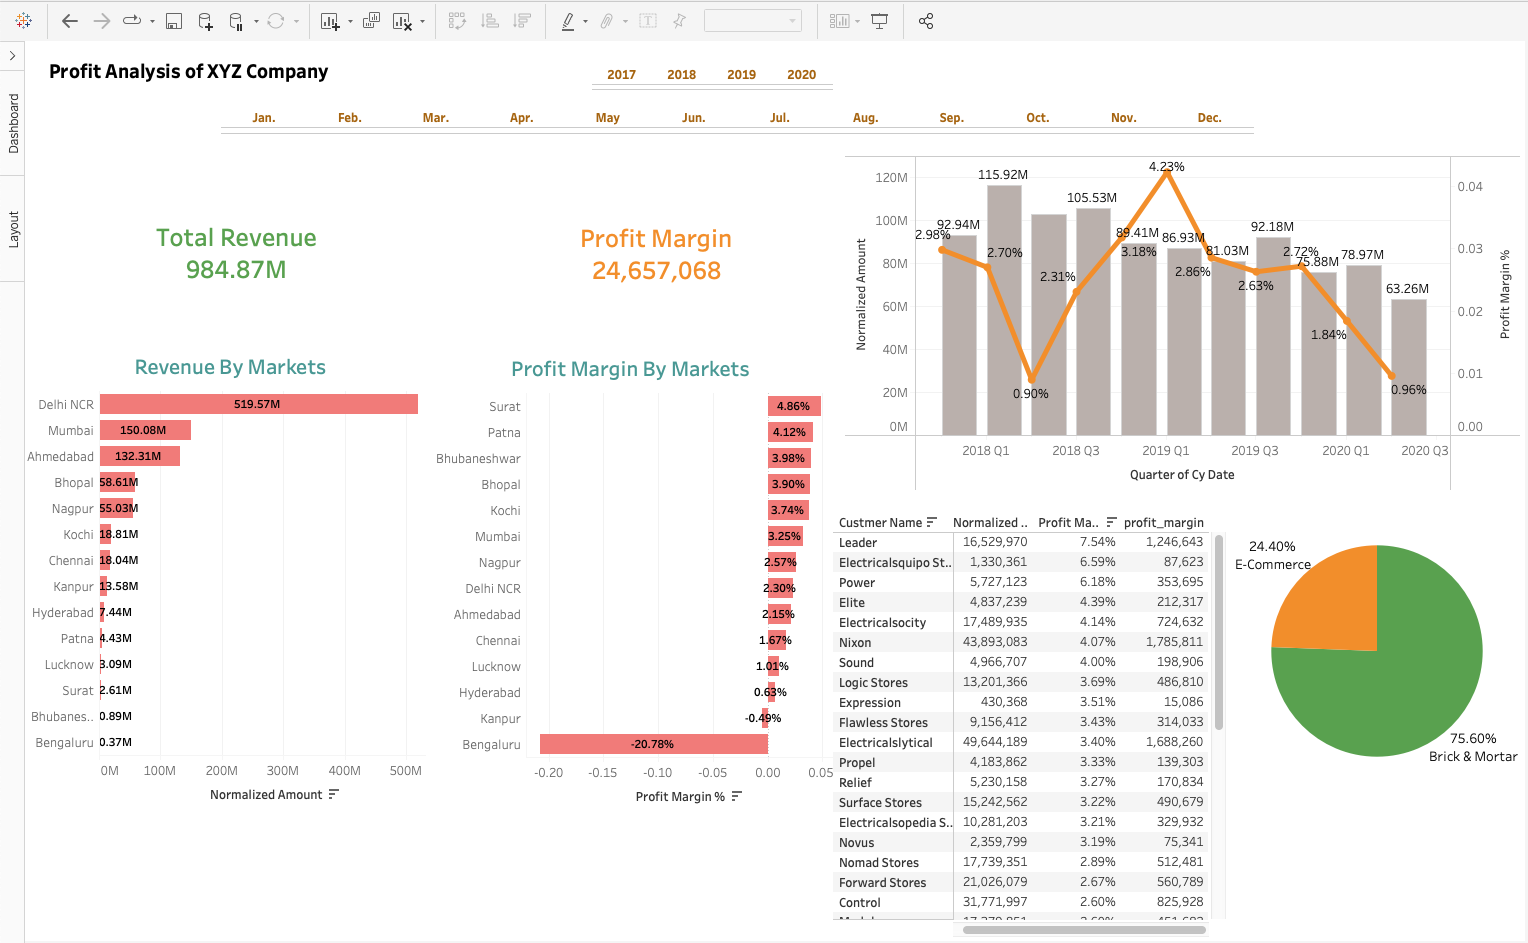 Dashboard
Layout
Profit Analysis of XYZ Company
2017 2018 2019 2020
Jan. Feb. Mar. Apr. May Jun. Jul. Aug. Sep. Oct. Nov. Dec.
Total Revenue
984.87M
Profit Margin
24,657,068
Revenue By Markets
Delhi NCR 519.57M
Mumbai 150.08M
Ahmedabad 132.31M
Bhopal 58.61M
Nagpur 55.03M
Kochi 18.81M
Chennai 18.04M
Kanpur 13.58M
Hyderabad 7.44M
Patna 4.43M
Lucknow 3.09M
Surat 2.61M
Bhubanes.. 0.89M
Bengaluru 0.37M
0M 100M 200M 300M 400M 500M
Normalized Amount
Profit Margin By Markets
Surat 4.86%
Patna 4.12%
Bhubaneshwar 3.98%
Bhopal 3.90%
Kochi 3.74%
Mumbai 3.25%
Nagpur 2.57%
Delhi NCR 2.30%
Ahmedabad 2.15%
Chennai 1.67%
Lucknow 1.01%
Hyderabad 0.63%
Kanpur -0.49%
Bengaluru -20.78%
-0.20 -0.15 -0.10 -0.05 0.00 0.05
Profit Margin %
Normalized Amount
120M
100M
80M
60M
40M
20M
0M
92.94M 115.92M 105.53M 89.41M 86.93M 81.03M 92.18M 75.88M 78.97M 63.26M
2.98% 2.70% 0.90% 2.31% 3.18% 4.23% 2.86% 2.63% 2.72% 1.84% 0.96%
0.04
0.03
0.02
0.01
0.00
Profit Margin %
2018 Q1 2018 Q3 2019 Q1 2019 Q3 2020 Q1 2020 Q3
Quarter of Cy Date
Custmer Name Normalized .. Profit Ma.. profit_margin
Leader 16,529,970 7.54% 1,246,643
Electricalsquipo St.. 1,330,361 6.59% 87,623
Power 5,727,123 6.18% 353,695
Elite 4,837,239 4.39% 212,317
Electricalsocity 17,489,935 4.14% 724,632
Nixon 43,893,083 4.07% 1,785,811
Sound 4,966,707 4.00% 198,906
Logic Stores 13,201,366 3.69% 486,810
Expression 430,368 3.51% 15,086
Flawless Stores 9,156,412 3.43% 314,033
Electricalslytical 49,644,189 3.40% 1,688,260
Propel 4,183,862 3.33% 139,303
Relief 5,230,158 3.27% 170,834
Surface Stores 15,242,562 3.22% 490,679
Electricalsopedia S.. 10,281,203 3.21% 329,932
Novus 2,359,799 3.19% 75,341
Nomad Stores 17,739,351 2.89% 512,481
Forward Stores 21,026,079 2.67% 560,789
Control 31,771,997 2.60% 825,928
24.40%
E-Commerce
75.60%
Brick & Mortar